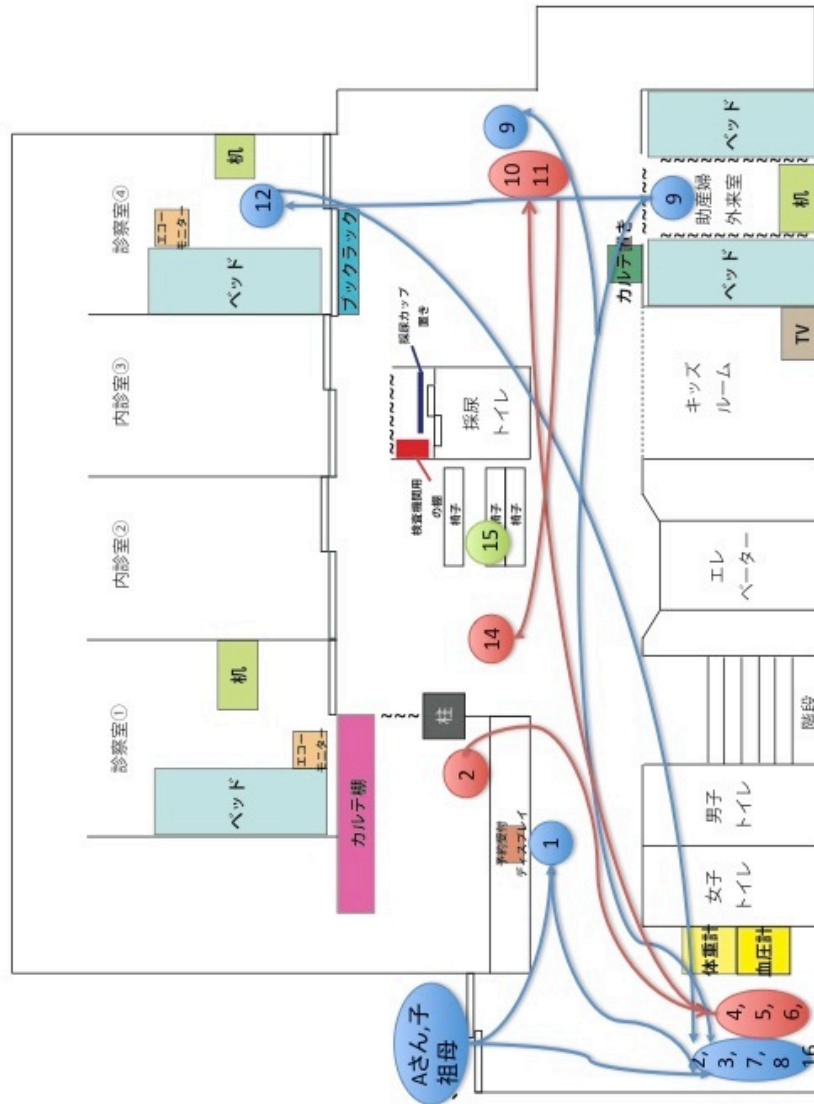 診察室④
机
エコー
モニター
ベッド
12
ブックラック
内診室③
内診室②
診察室①
机
エコー
モニター
ベッド
カルテ棚
9
10
11
採尿カップ
置き
採尿
トイレ
検査機関用
の棚
椅子
椅子
椅子
15
14
柱
2
予約受付
ディスプレイ
1
Aさん,子
祖母
ベッド
助産婦
外来室
9
机
カルテ置き
ベッド
TV
キッズ
ルーム
エレ
ベーター
階段
男子
トイレ
女子
トイレ
体重計
血圧計
4,
5,
6,
2,
3,
7,
8
16